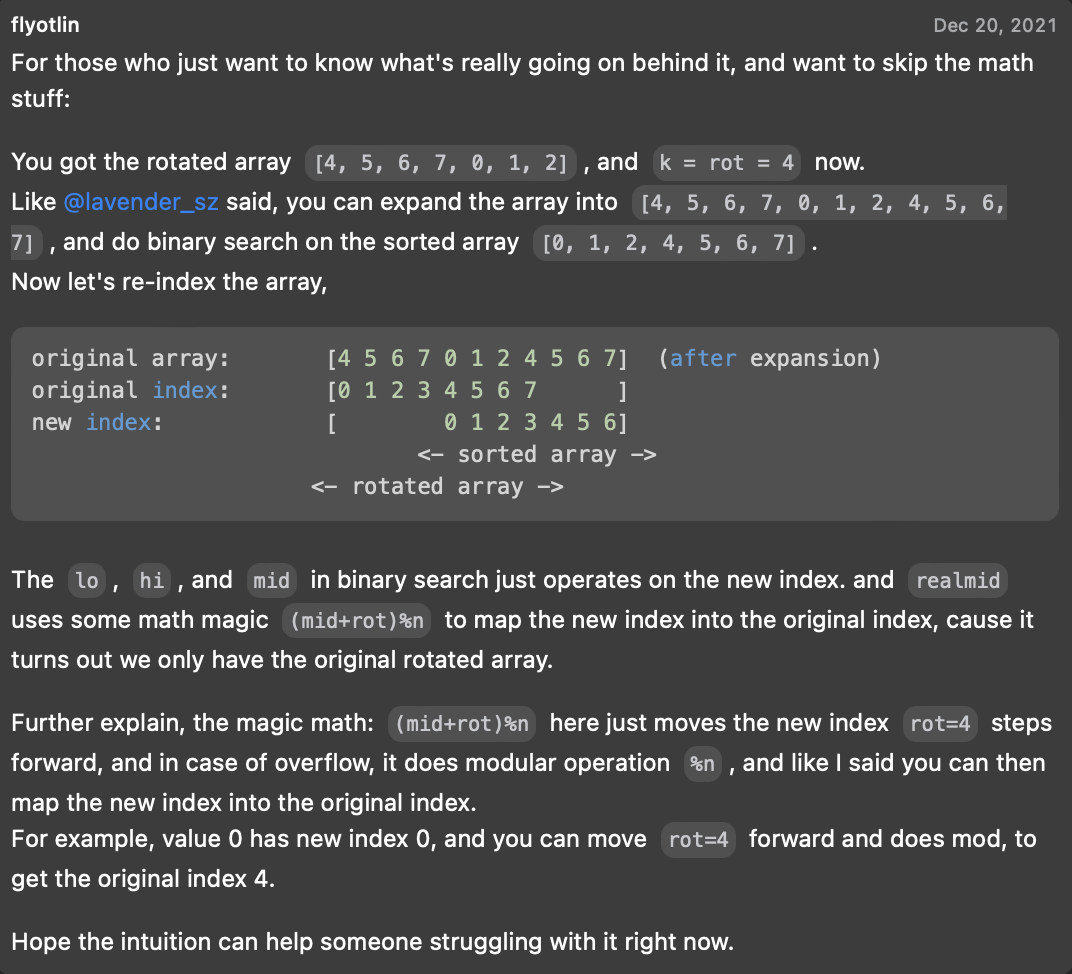 flyotlin Dec 20, 2021
For those who just want to know what's really going on behind it, and want to skip the math
stuff:
You got the rotated array [4, 5, 6, 7, 0, 1, 2] , and k = rot = 4 now.
Like @lavender_sz said, you can expand the array into [4, 5, 6, 7, 0, 1, 2, 4, 5, 6,
7] , and do binary search on the sorted array [0, 1, 2, 4, 5, 6, 7] .
Now let's re-index the array,
original array: [4 5 6 7 0 1 2 4 5 6 7] (after expansion)
original index: [0 1 2 3 4 5 6 7 ]
new index: [ 0 1 2 3 4 5 6]
<- sorted array ->
<- rotated array ->
The lo , hi , and mid in binary search just operates on the new index. and realmid
uses some math magic (mid+rot)%n to map the new index into the original index, cause it
turns out we only have the original rotated array.
Further explain, the magic math: (mid+rot)%n here just moves the new index rot=4 steps
forward, and in case of overflow, it does modular operation %n , and like I said you can then
map the new index into the original index.
For example, value 0 has new index 0, and you can move rot=4 forward and does mod, to
get the original index 4.
Hope the intuition can help someone struggling with it right now.